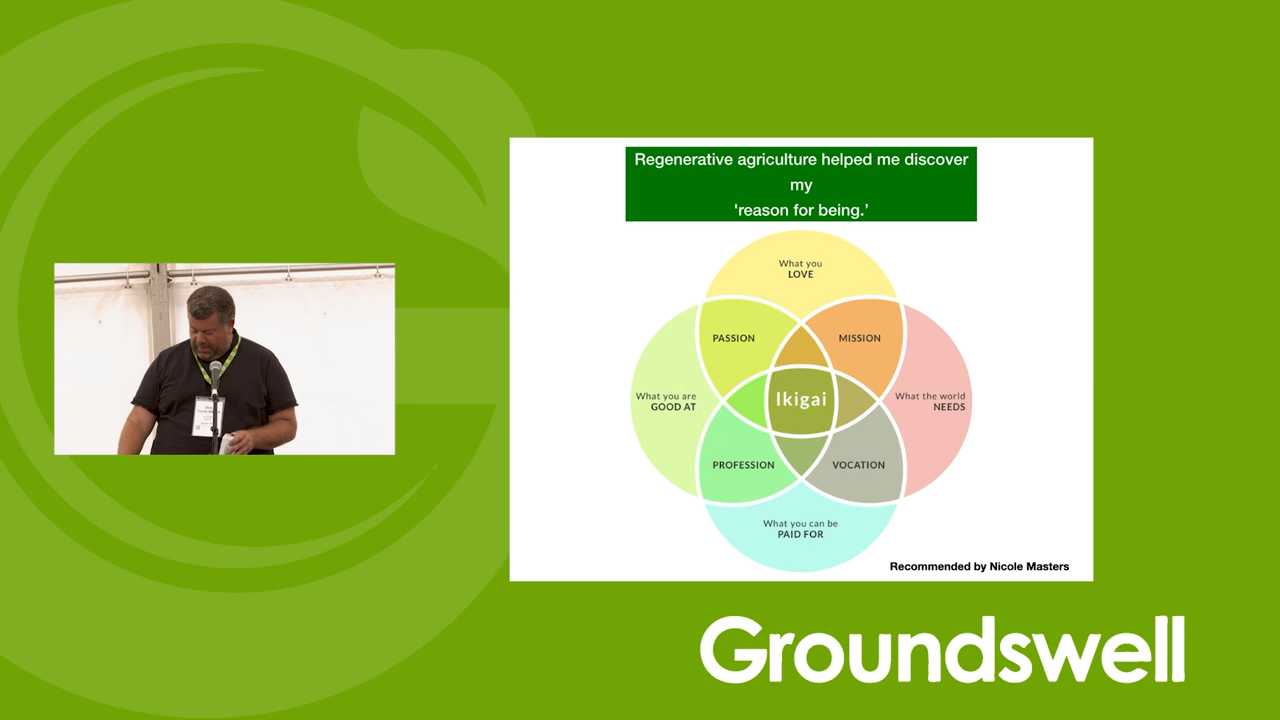 Regenerative agriculture helped me discover
my
'reason for being.’
What you
LOVE
PASSION
MISSION
What you are
GOOD AT
Ikigai
What the world
NEEDS
PROFESSION
VOCATION
What you can be
PAID FOR
Recommended by Nicole Masters
Groundswell